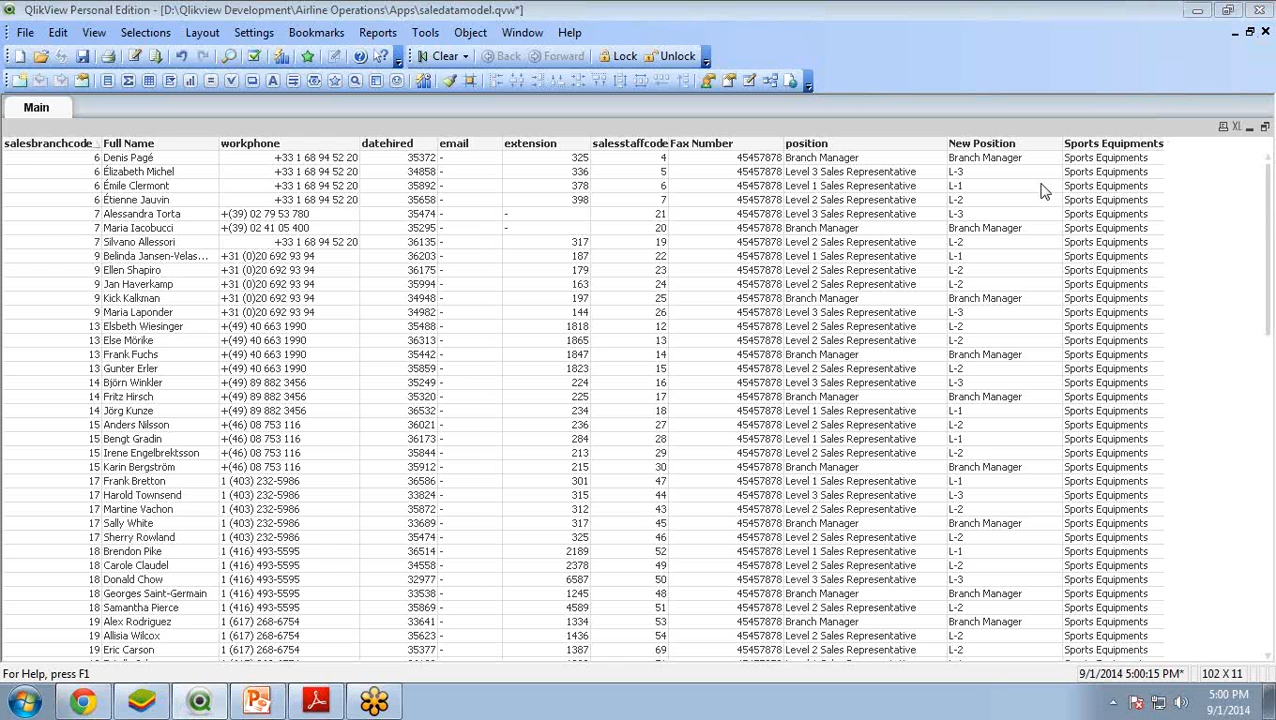 QlikView Personal Edition - [D:\Qlikview Development\Airline Operations\Apps\saledatamodel.qvw*]
File Edit View Selections Layout Settings Bookmarks Reports Tools Object Window Help
Clear Back Forward Lock Unlock
Main
XL
salesbranchcode Full Name workphone datehired email extension salesstaffcode Fax Number position New Position Sports Equipments
6 Denis Pagé +33 1 68 94 52 20 35372 - 325 4 45457878 Branch Manager Branch Manager Sports Equipments
6 Élizabeth Michel +33 1 68 94 52 20 34858 - 336 5 45457878 Level 3 Sales Representative L-3 Sports Equipments
6 Émile Clermont +33 1 68 94 52 20 35892 - 378 6 45457878 Level 1 Sales Representative L-1 Sports Equipments
6 Étienne Jauvin +33 1 68 94 52 20 35658 - 398 7 45457878 Level 2 Sales Representative L-2 Sports Equipments
7 Alessandra Torta +(39) 02 79 53 780 35474 - - 21 45457878 Level 3 Sales Representative L-3 Sports Equipments
7 Maria Iacobucci +(39) 02 41 05 400 35295 - - 20 45457878 Branch Manager Branch Manager Sports Equipments
7 Silvano Allessori +33 1 68 94 52 20 36135 - 317 19 45457878 Level 2 Sales Representative L-2 Sports Equipments
9 Belinda Jansen-Velas... +31 (0)20 692 93 94 36203 - 187 22 45457878 Level 1 Sales Representative L-1 Sports Equipments
9 Ellen Shapiro +31 (0)20 692 93 94 36175 - 179 23 45457878 Level 2 Sales Representative L-2 Sports Equipments
9 Jan Haverkamp +31 (0)20 692 93 94 35994 - 163 24 45457878 Level 2 Sales Representative L-2 Sports Equipments
9 Kick Kalkman +31 (0)20 692 93 94 34948 - 197 25 45457878 Branch Manager Branch Manager Sports Equipments
9 Maria Laponder +31 (0)20 692 93 94 34982 - 144 26 45457878 Level 3 Sales Representative L-3 Sports Equipments
13 Elsbeth Wiesinger +(49) 40 663 1990 35488 - 1818 12 45457878 Level 2 Sales Representative L-2 Sports Equipments
13 Else Mörike +(49) 40 663 1990 36313 - 1865 13 45457878 Level 2 Sales Representative L-2 Sports Equipments
13 Frank Fuchs +(49) 40 663 1990 35442 - 1847 14 45457878 Branch Manager Branch Manager Sports Equipments
13 Gunter Erler +(49) 40 663 1990 35859 - 1823 15 45457878 Level 2 Sales Representative L-2 Sports Equipments
14 Björn Winkler +(49) 89 882 3456 35249 - 224 16 45457878 Level 3 Sales Representative L-3 Sports Equipments
14 Fritz Hirsch +(49) 89 882 3456 35320 - 225 17 45457878 Branch Manager Branch Manager Sports Equipments
14 Jörg Kunze +(49) 89 882 3456 36532 - 234 18 45457878 Level 1 Sales Representative L-1 Sports Equipments
15 Anders Nilsson +(46) 08 753 116 36021 - 236 27 45457878 Level 2 Sales Representative L-2 Sports Equipments
15 Bengt Gradin +(46) 08 753 116 36173 - 284 28 45457878 Level 1 Sales Representative L-1 Sports Equipments
15 Irene Engelbrektsson +(46) 08 753 116 35844 - 213 29 45457878 Level 2 Sales Representative L-2 Sports Equipments
15 Karin Bergström +(46) 08 753 116 35912 - 215 30 45457878 Branch Manager Branch Manager Sports Equipments
17 Frank Bretton 1 (403) 232-5986 36586 - 301 47 45457878 Level 1 Sales Representative L-1 Sports Equipments
17 Harold Townsend 1 (403) 232-5986 33824 - 315 44 45457878 Level 3 Sales Representative L-3 Sports Equipments
17 Martine Vachon 1 (403) 232-5986 35872 - 312 43 45457878 Level 2 Sales Representative L-2 Sports Equipments
17 Sally White 1 (403) 232-5986 33689 - 317 45 45457878 Branch Manager Branch Manager Sports Equipments
17 Sherry Rowland 1 (403) 232-5986 35474 - 325 46 45457878 Level 2 Sales Representative L-2 Sports Equipments
18 Brendon Pike 1 (416) 493-5595 36514 - 2189 52 45457878 Level 1 Sales Representative L-1 Sports Equipments
18 Carole Claudel 1 (416) 493-5595 34558 - 2378 49 45457878 Level 2 Sales Representative L-2 Sports Equipments
18 Donald Chow 1 (416) 493-5595 32977 - 6587 50 45457878 Level 3 Sales Representative L-3 Sports Equipments
18 Georges Saint-Germain 1 (416) 493-5595 33538 - 1245 48 45457878 Branch Manager Branch Manager Sports Equipments
18 Samantha Pierce 1 (416) 493-5595 35869 - 4589 51 45457878 Level 2 Sales Representative L-2 Sports Equipments
19 Alex Rodriguez 1 (617) 268-6754 33641 - 1334 53 45457878 Branch Manager Branch Manager Sports Equipments
19 Allisia Wilcox 1 (617) 268-6754 35623 - 1436 54 45457878 Level 2 Sales Representative L-2 Sports Equipments
19 Eric Carson 1 (617) 268-6754 35377 - 1387 69 45457878 Level 2 Sales Representative L-2 Sports Equipments
For Help, press F1 9/1/2014 5:00:15 PM* 102 X 11
5:00 PM
9/1/2014